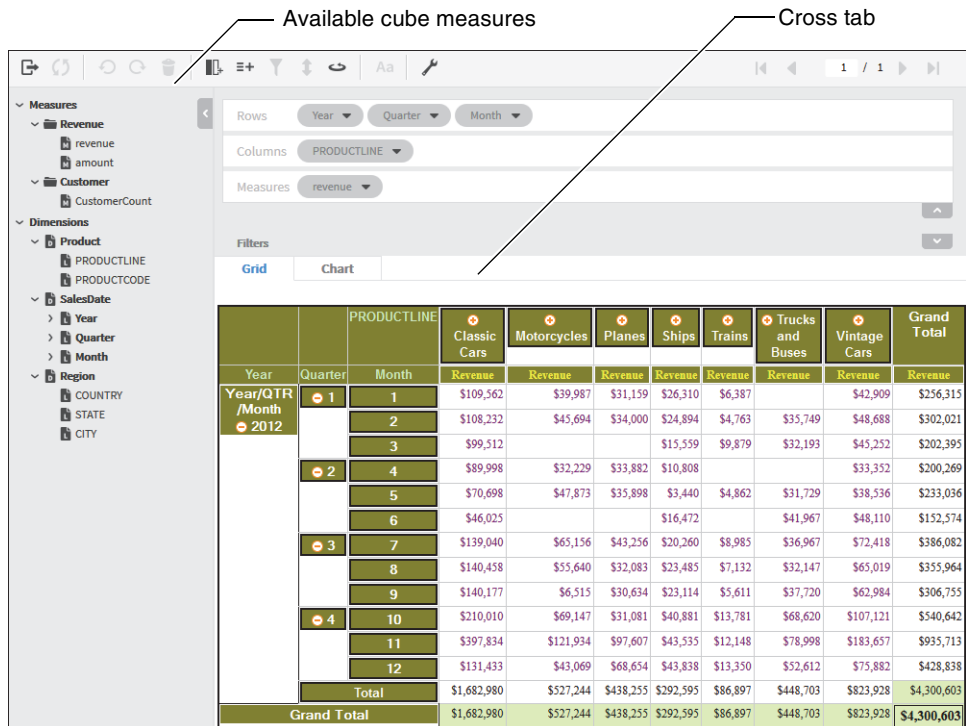 Available cube measures
Cross tab
Aa
1 / 1
Measures
Revenue
revenue
amount
Customer
CustomerCount
Dimensions
Product
PRODUCTLINE
PRODUCTCODE
SalesDate
Year
Quarter
Month
Region
COUNTRY
STATE
CITY
Rows Year Quarter Month
Columns PRODUCTLINE
Measures revenue
Filters
Grid Chart
PRODUCTLINE Classic Cars Motorcycles Planes Ships Trains Trucks and Buses Vintage Cars Grand Total
Year Quarter Month Revenue Revenue Revenue Revenue Revenue Revenue Revenue Revenue
Year/QTR/Month 2012 1 1 $109,562 $39,987 $31,159 $26,310 $6,387 $42,909 $256,315
2 $108,232 $45,694 $34,000 $24,894 $4,763 $35,749 $48,688 $302,021
3 $99,512 $15,559 $9,879 $32,193 $45,252 $202,395
2 4 $89,998 $32,229 $33,882 $10,808 $33,352 $200,269
5 $70,698 $47,873 $35,898 $3,440 $4,862 $31,729 $38,536 $233,036
6 $46,025 $16,472 $41,967 $48,110 $152,574
3 7 $139,040 $65,156 $43,256 $20,260 $8,985 $36,967 $72,418 $386,082
8 $140,458 $55,640 $32,083 $23,485 $7,132 $32,147 $65,019 $355,964
9 $140,177 $6,515 $30,634 $23,114 $5,611 $37,720 $62,984 $306,755
4 10 $210,010 $69,147 $31,081 $40,881 $13,781 $68,620 $107,121 $540,642
11 $397,834 $121,934 $97,607 $43,535 $12,148 $78,998 $183,657 $935,713
12 $131,433 $43,069 $68,654 $43,838 $13,350 $52,612 $75,882 $428,838
Total $1,682,980 $527,244 $438,255 $292,595 $86,897 $448,703 $823,928 $4,300,603
Grand Total $1,682,980 $527,244 $438,255 $292,595 $86,897 $448,703 $823,928 $4,300,603